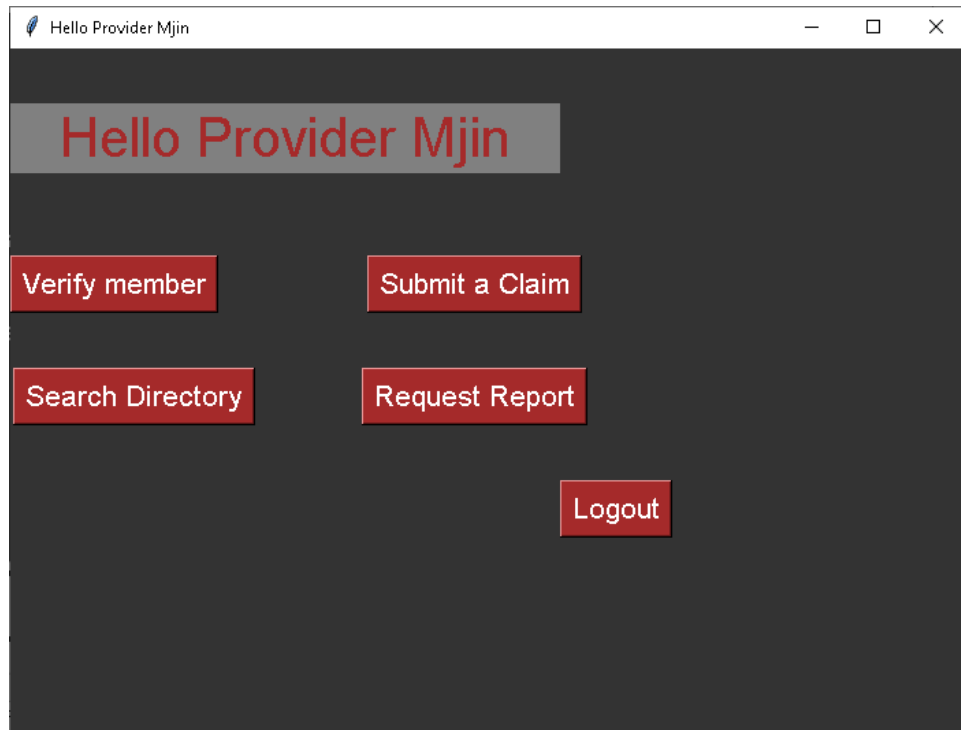 Hello Provider Mjin
Hello Provider Mjin
Verify member
Submit a Claim
Search Directory
Request Report
Logout